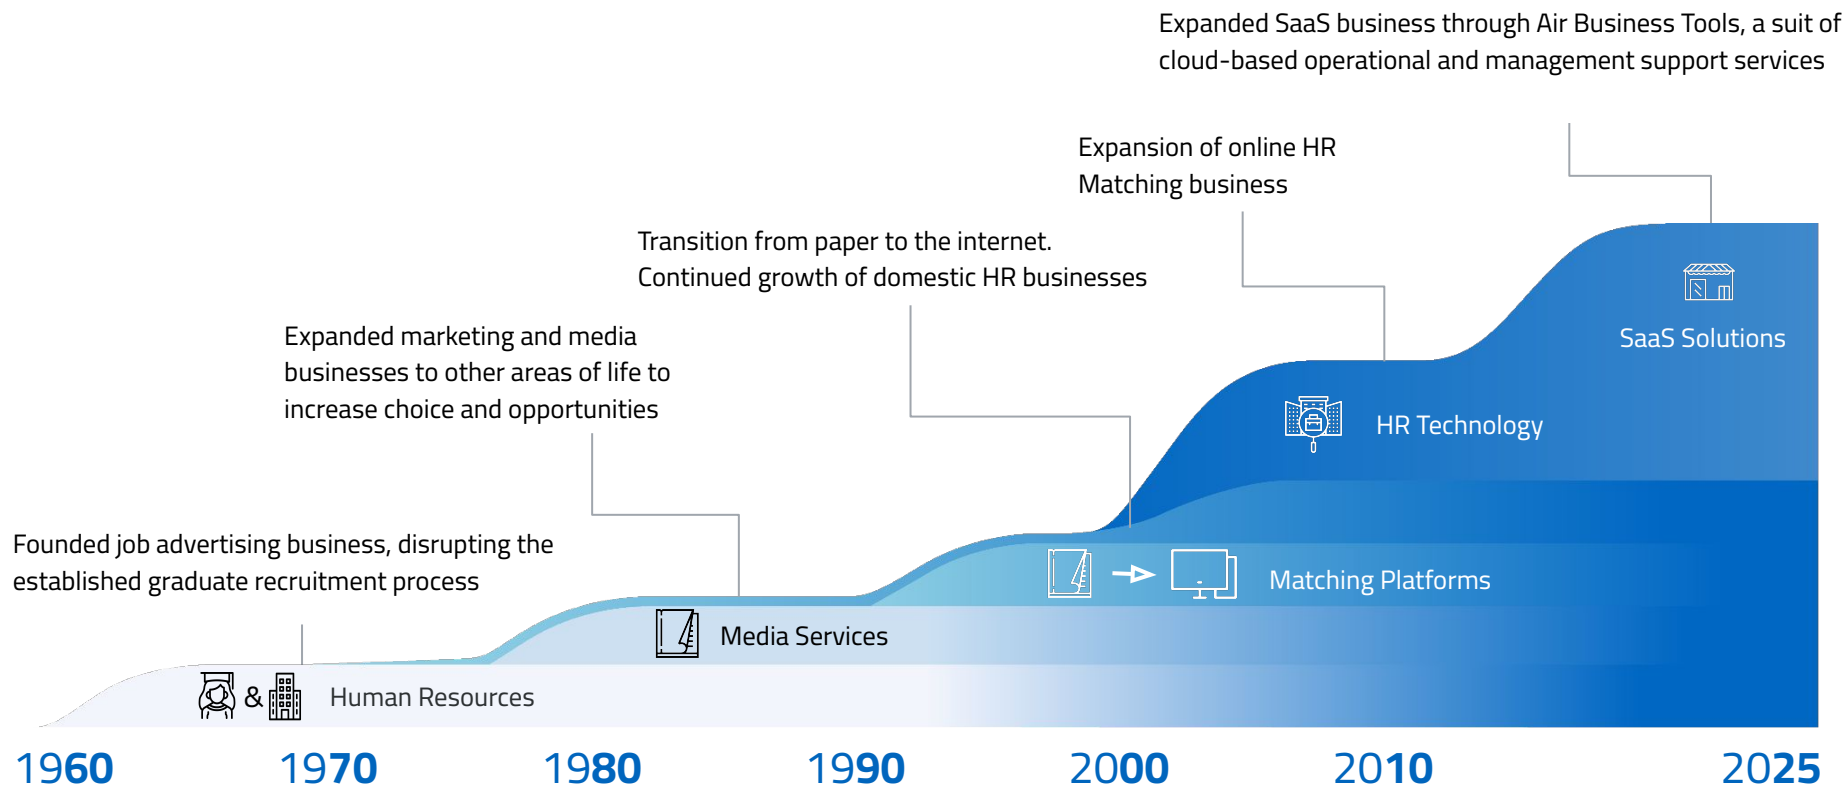 Expanded SaaS business through Air Business Tools, a suit of
cloud-based operational and management support services
Expansion of online HR
Matching business
Transition from paper to the internet.
Continued growth of domestic HR businesses
Expanded marketing and media
businesses to other areas of life to
increase choice and opportunities
Founded job advertising business, disrupting the
established graduate recruitment process
SaaS Solutions
HR Technology
Matching Platforms
Media Services
&
Human Resources
1960
1970
1980
1990
2000
2010
2025